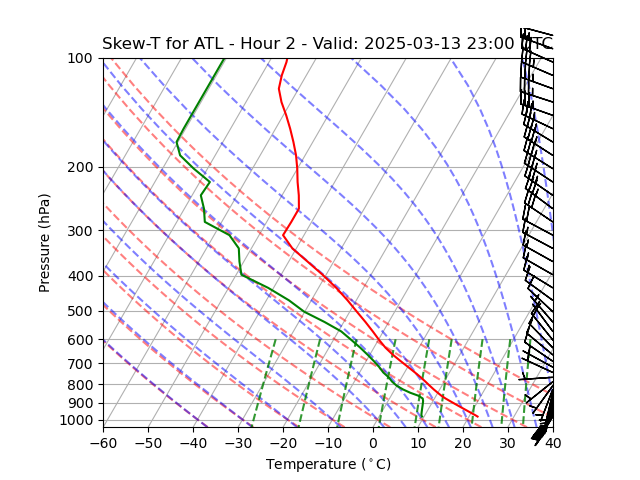 Skew-T for ATL - Hour 2 - Valid: 2025-03-13 23:00 UTC
100
200
300
400
500
600
700
800
900
1000
Pressure (hPa)
−60 −50 −40 −30 −20 −10 0 10 20 30 40
Temperature (°C)